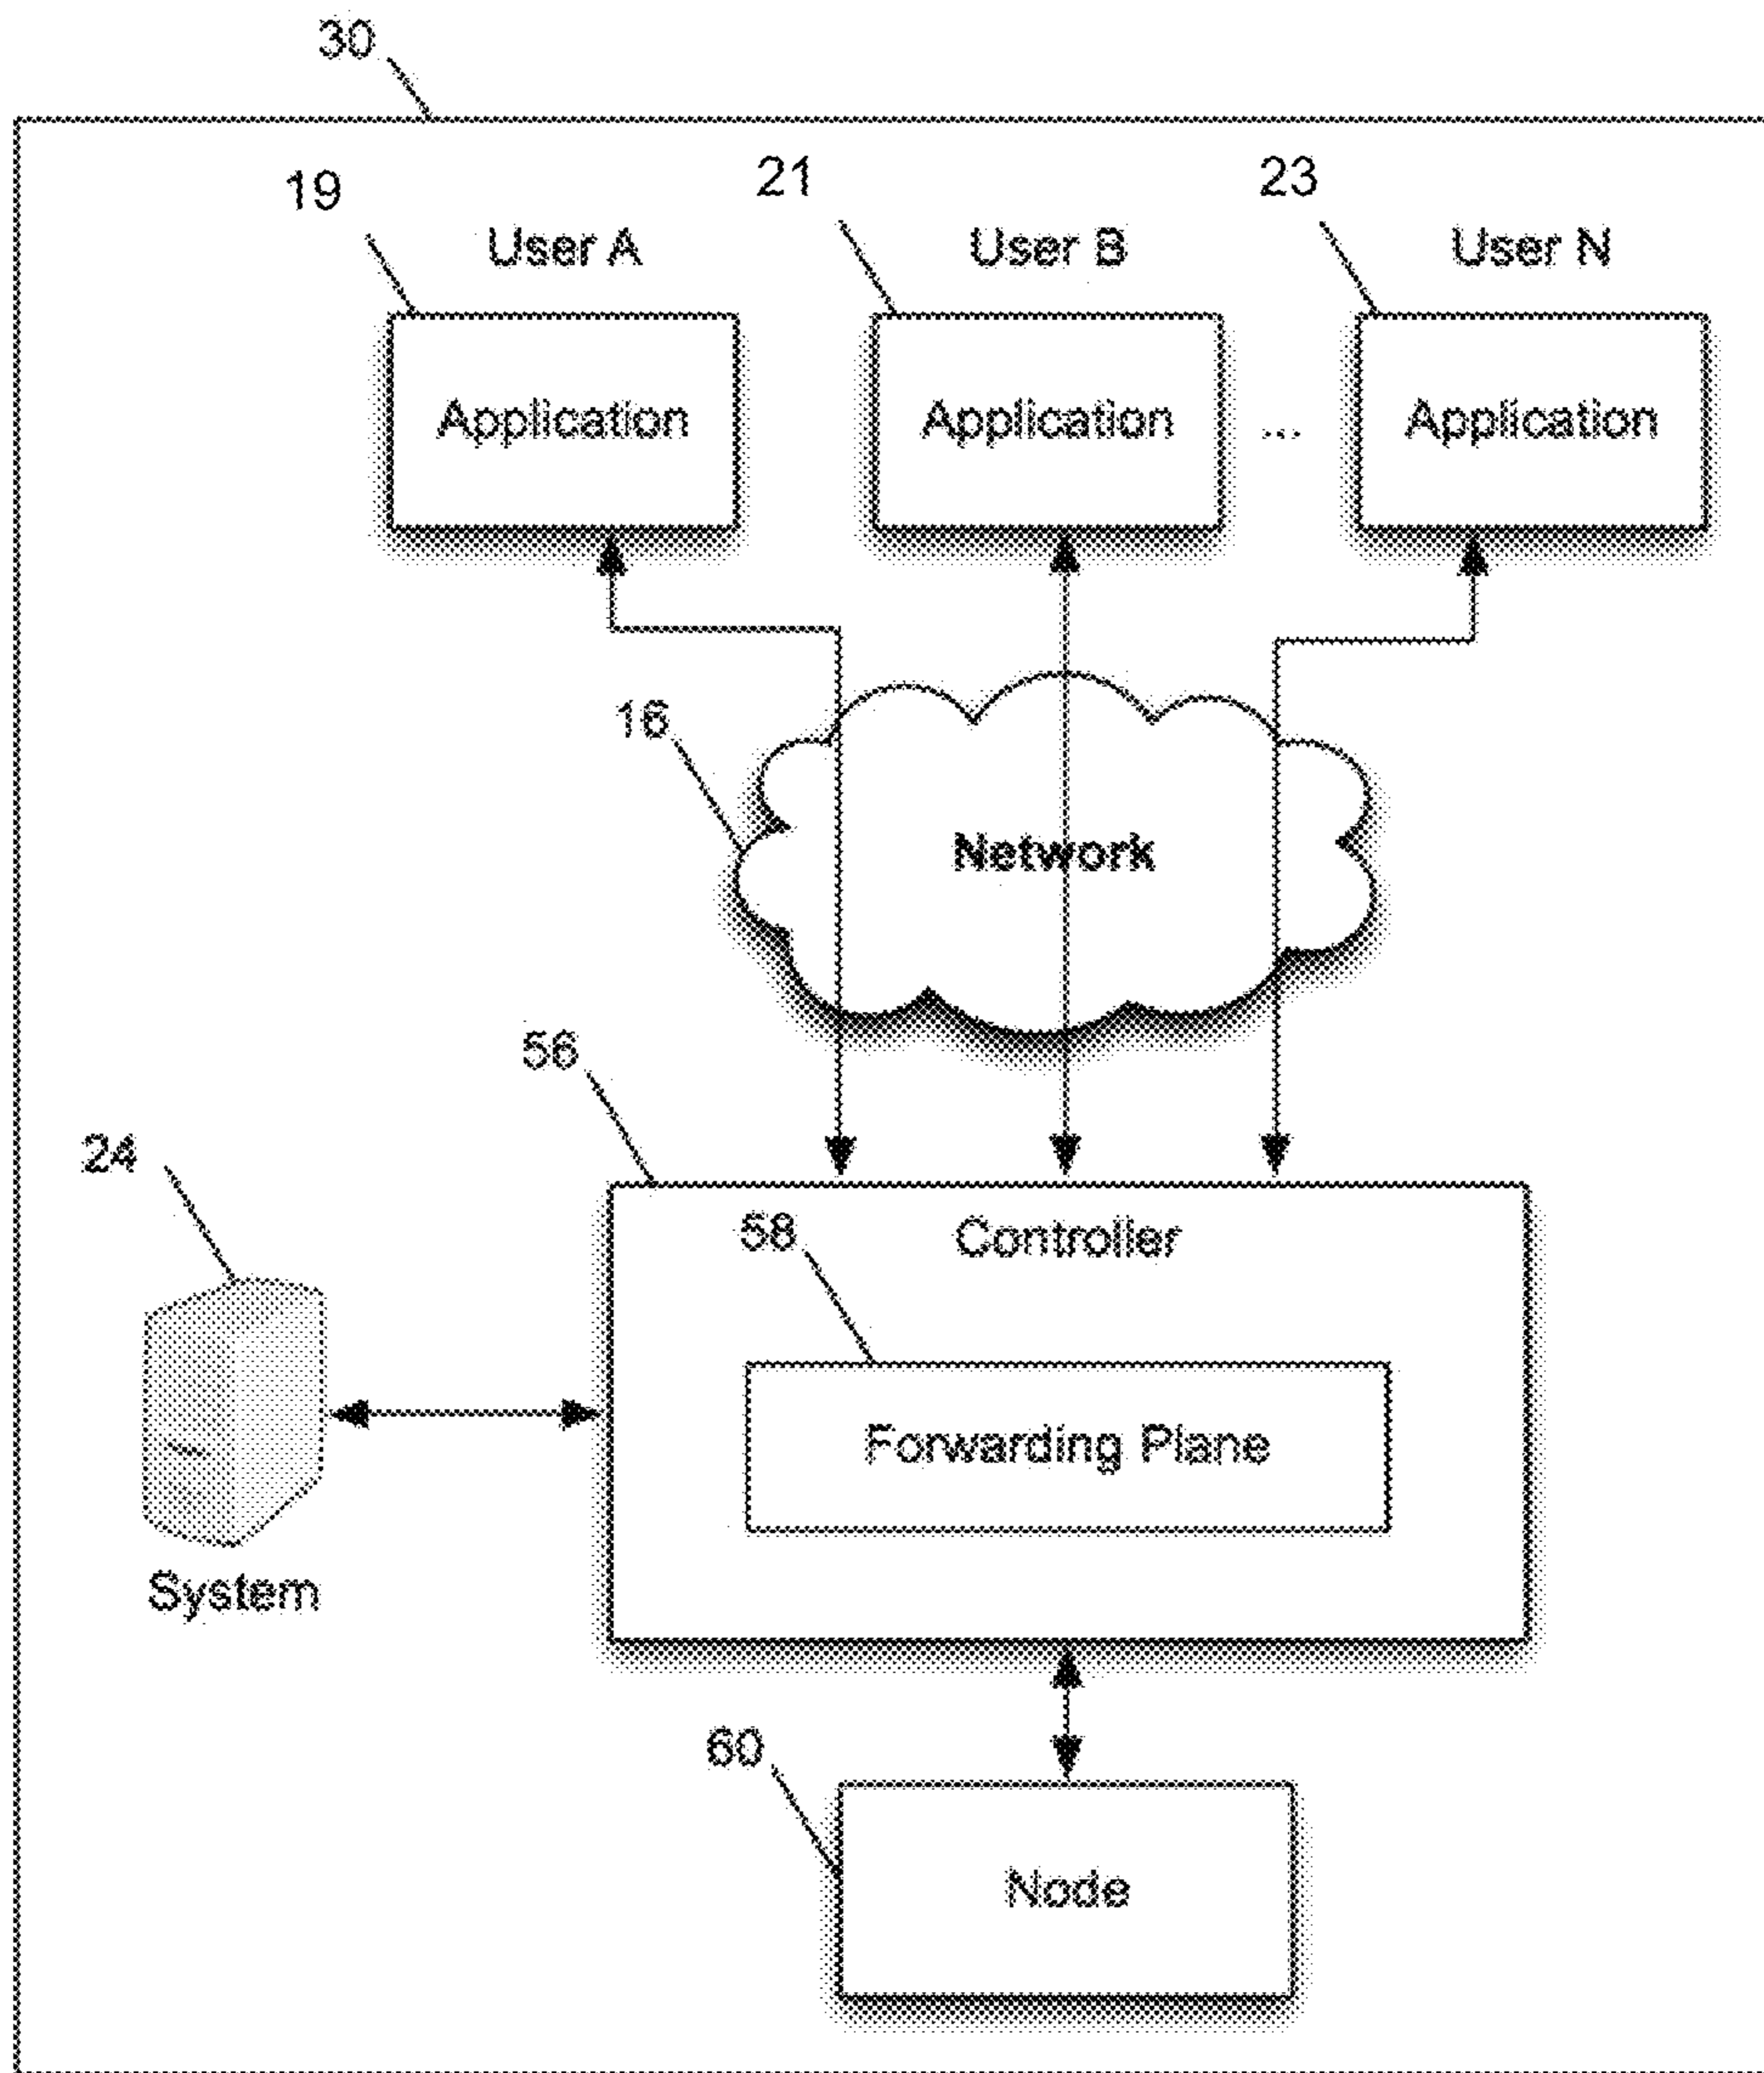 30
19
21
23
User A
User B
User N
Application
Application
...
Application
16
Network
56
24
58
Controller
Forwarding Plane
System
60
Node